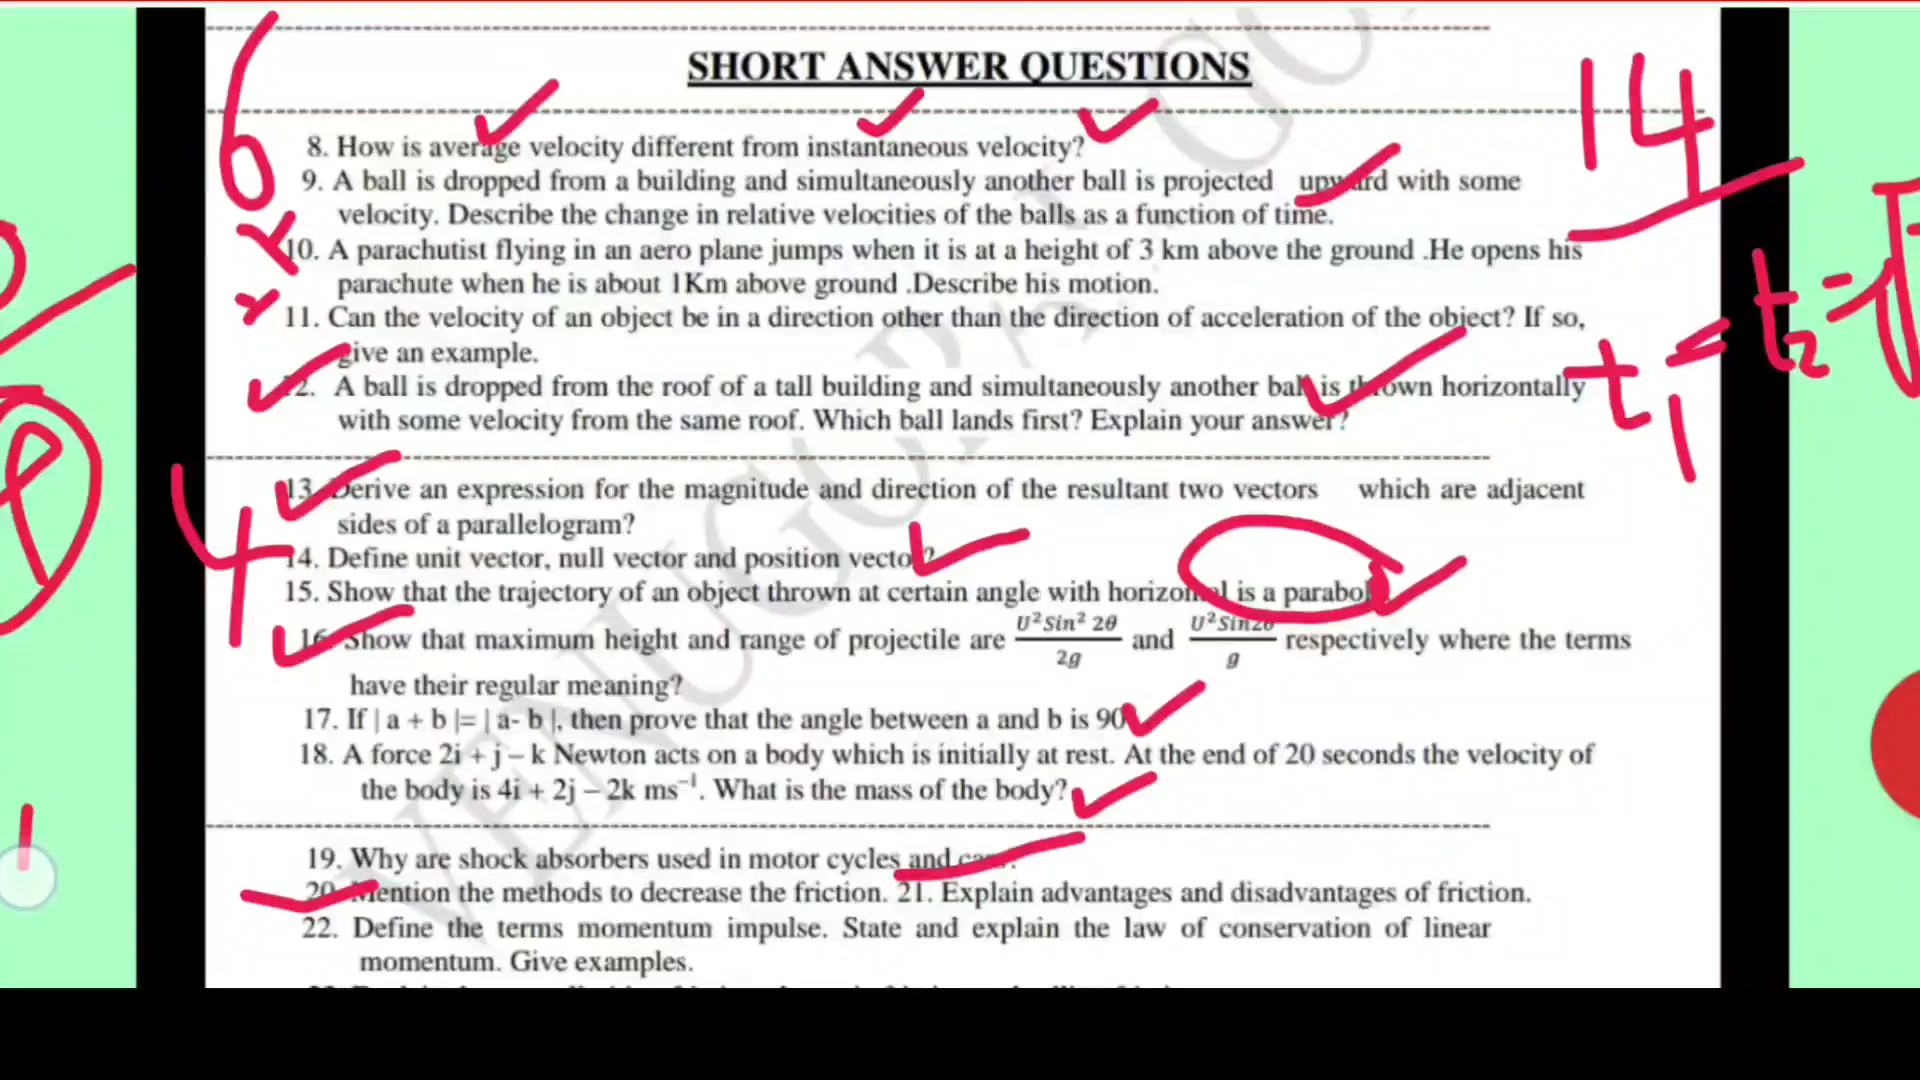 SHORT ANSWER QUESTIONS
6
14
8. How is average velocity different from instantaneous velocity?
9. A ball is dropped from a building and simultaneously another ball is projected upward with some
velocity. Describe the change in relative velocities of the balls as a function of time.
10. A parachutist flying in an aero plane jumps when it is at a height of 3 km above the ground .He opens his
parachute when he is about 1Km above ground .Describe his motion.
t₁ = t₂ = √
11. Can the velocity of an object be in a direction other than the direction of acceleration of the object? If so,
give an example.
12. A ball is dropped from the roof of a tall building and simultaneously another ball is thrown horizontally
with some velocity from the same roof. Which ball lands first? Explain your answer?
4
13. Derive an expression for the magnitude and direction of the resultant two vectors which are adjacent
sides of a parallelogram?
14. Define unit vector, null vector and position vector?
15. Show that the trajectory of an object thrown at certain angle with horizontal is a parabola
16. Show that maximum height and range of projectile are U²Sin² 2θ/2g and U²Sin2θ/g respectively where the terms
have their regular meaning?
17. If | a + b |= | a- b |, then prove that the angle between a and b is 90
18. A force 2i + j – k Newton acts on a body which is initially at rest. At the end of 20 seconds the velocity of
the body is 4i + 2j – 2k ms⁻¹. What is the mass of the body?
19. Why are shock absorbers used in motor cycles and
20. Mention the methods to decrease the friction. 21. Explain advantages and disadvantages of friction.
22. Define the terms momentum impulse. State and explain the law of conservation of linear
momentum. Give examples.
VENUGOPAL